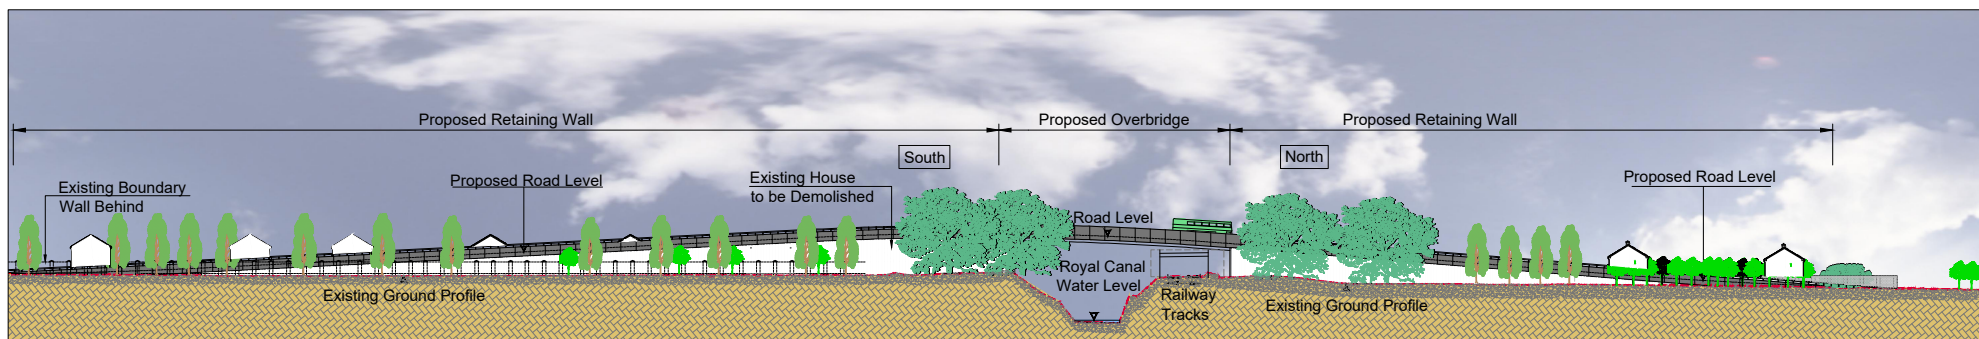 Proposed Retaining Wall
Proposed Overbridge
Proposed Retaining Wall
South
North
Existing Boundary
Wall Behind
Proposed Road Level
Existing House
to be Demolished
Road Level
Proposed Road Level
Royal Canal
Water Level
Railway
Tracks
Existing Ground Profile
Existing Ground Profile